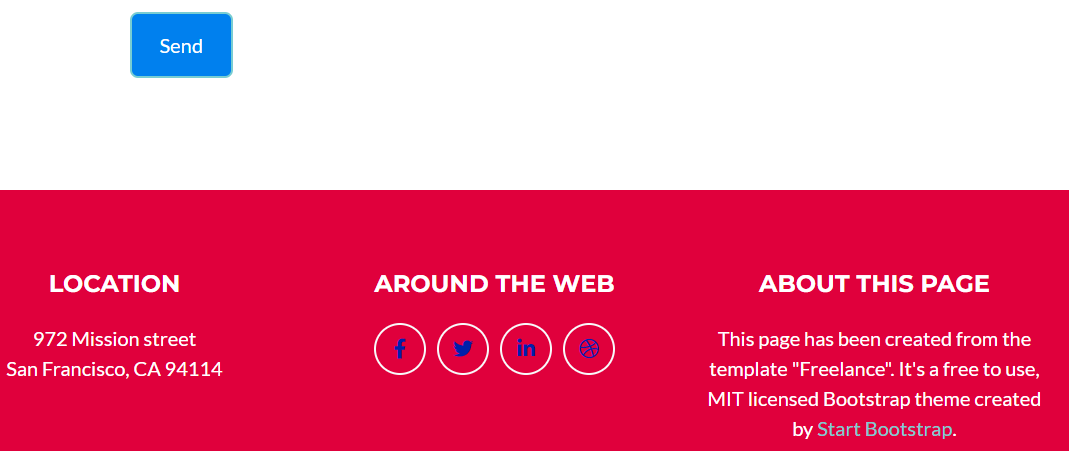 Send
LOCATION
972 Mission street
San Francisco, CA 94114
AROUND THE WEB
ABOUT THIS PAGE
This page has been created from the
template "Freelance". It's a free to use,
MIT licensed Bootstrap theme created
by Start Bootstrap.